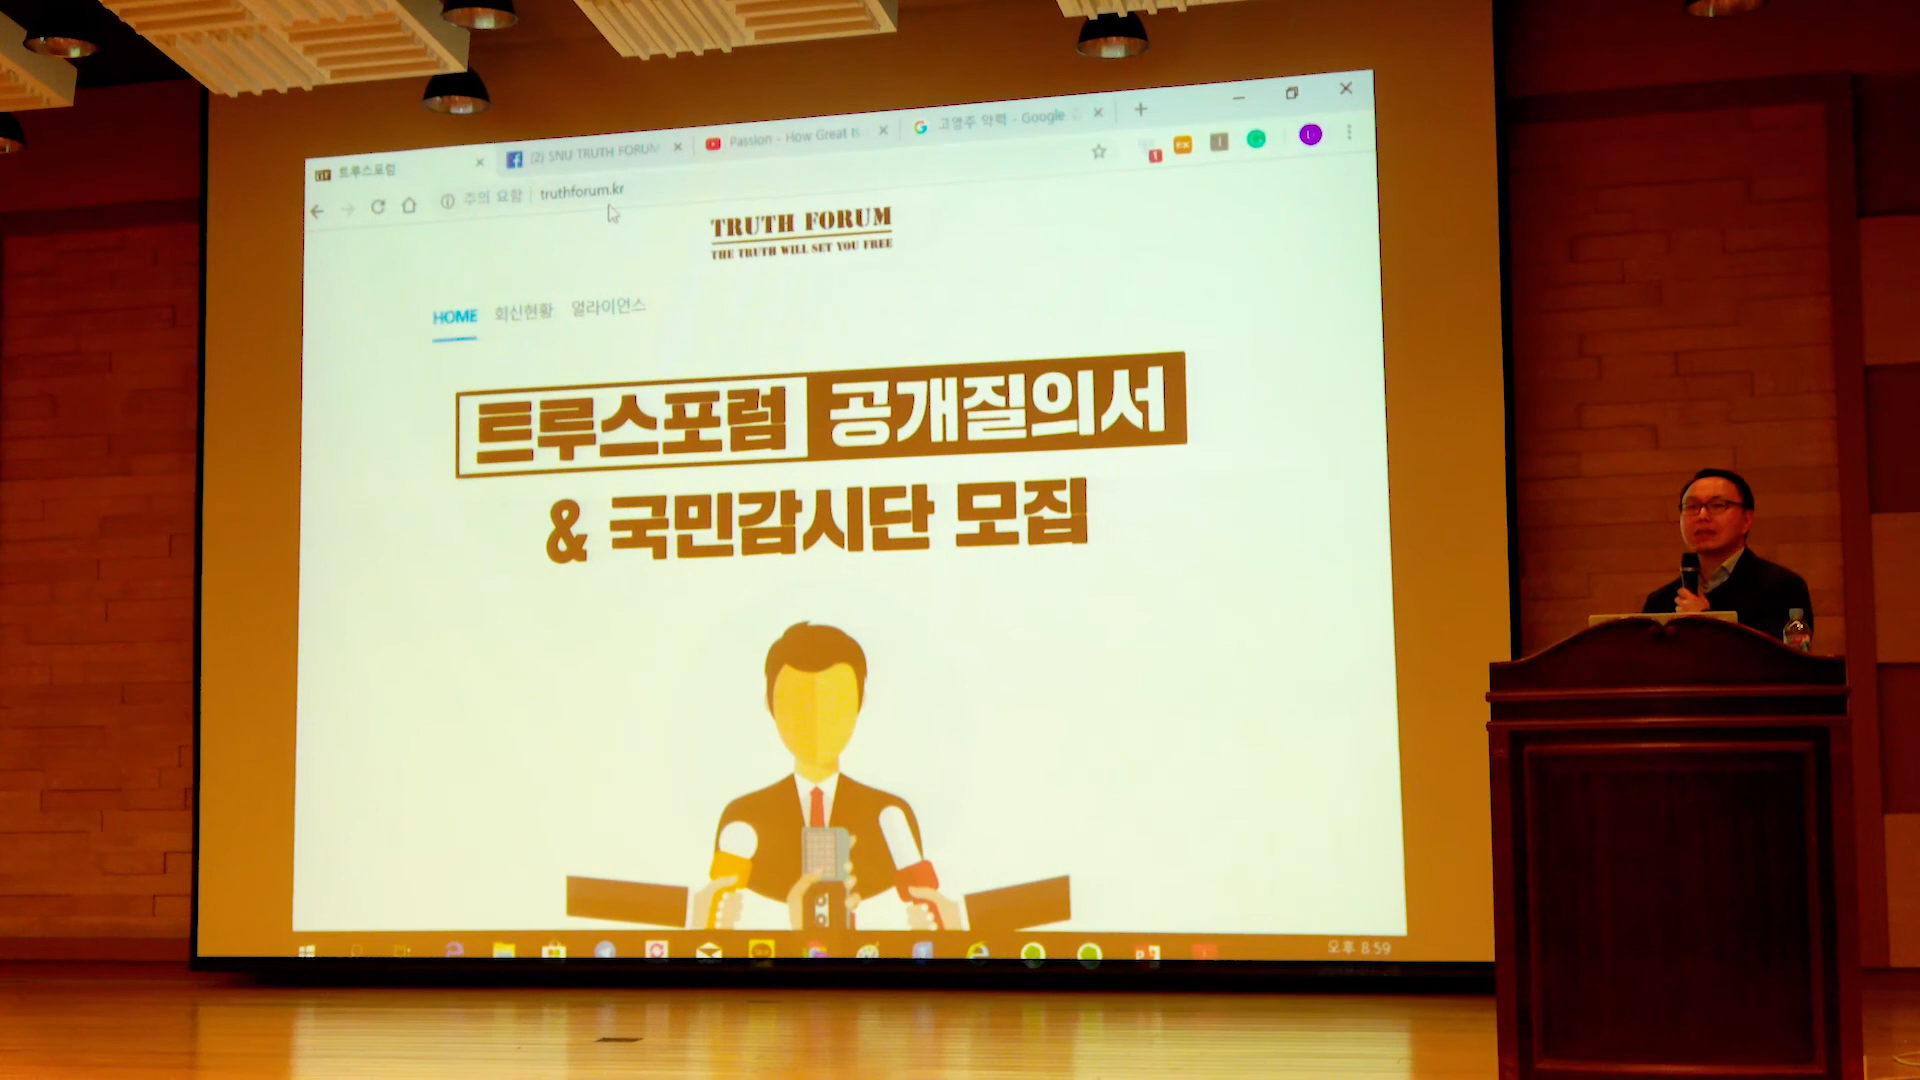 트루스포럼
(2) SNU TRUTH FORUM
Passion - How Great Is
고영주 약력 - Google
주의 요함
truthforum.kr
TRUTH FORUM
THE TRUTH WILL SET YOU FREE
HOME 회신현황 얼라이언스
트루스포럼 공개질의서
& 국민감시단 모집
오후 8:59